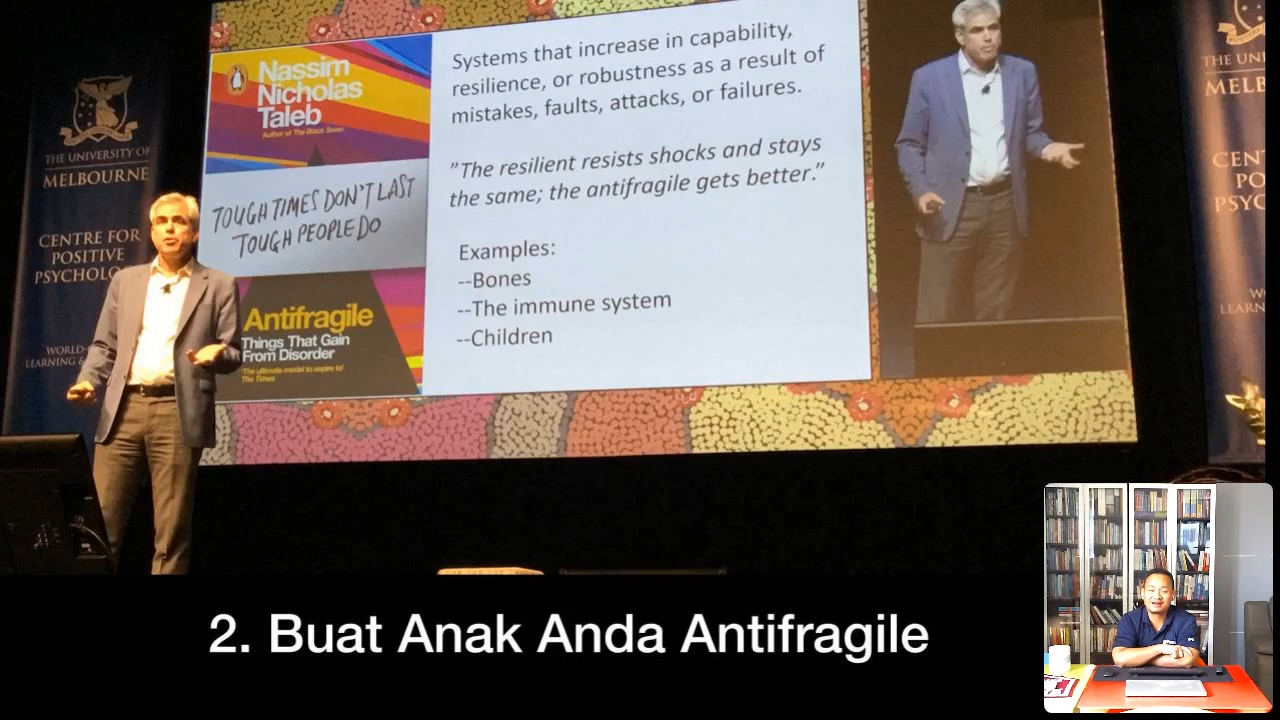 THE UNIVERSITY OF
MELBOURNE
CENTRE FOR
POSITIVE
PSYCHOLO
WORLD-
LEARNING &
Nassim
Nicholas
Taleb
Author of The Black Swan
TOUGH TIMES DON'T LAST
TOUGH PEOPLE DO
Antifragile
Things That Gain
From Disorder
'The ultimate model to aspire to'
The Times
Systems that increase in capability,
resilience, or robustness as a result of
mistakes, faults, attacks, or failures.
"The resilient resists shocks and stays
the same; the antifragile gets better."
Examples:
--Bones
--The immune system
--Children
THE UNI
MELB
CENT
PO
PSYC
W
LEARN
2. Buat Anak Anda Antifragile